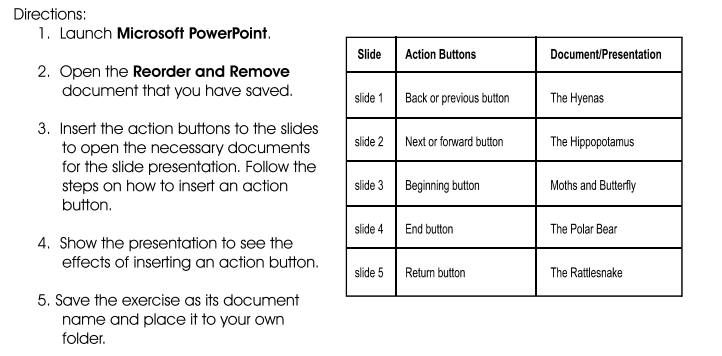 Directions:
1. Launch Microsoft PowerPoint.
2. Open the Reorder and Remove
document that you have saved.
3. Insert the action buttons to the slides
to open the necessary documents
for the slide presentation. Follow the
steps on how to insert an action
button.
4. Show the presentation to see the
effects of inserting an action button.
5. Save the exercise as its document
name and place it to your own
folder.
Slide Action Buttons Document/Presentation
slide 1 Back or previous button The Hyenas
slide 2 Next or forward button The Hippopotamus
slide 3 Beginning button Moths and Butterfly
slide 4 End button The Polar Bear
slide 5 Return button The Rattlesnake